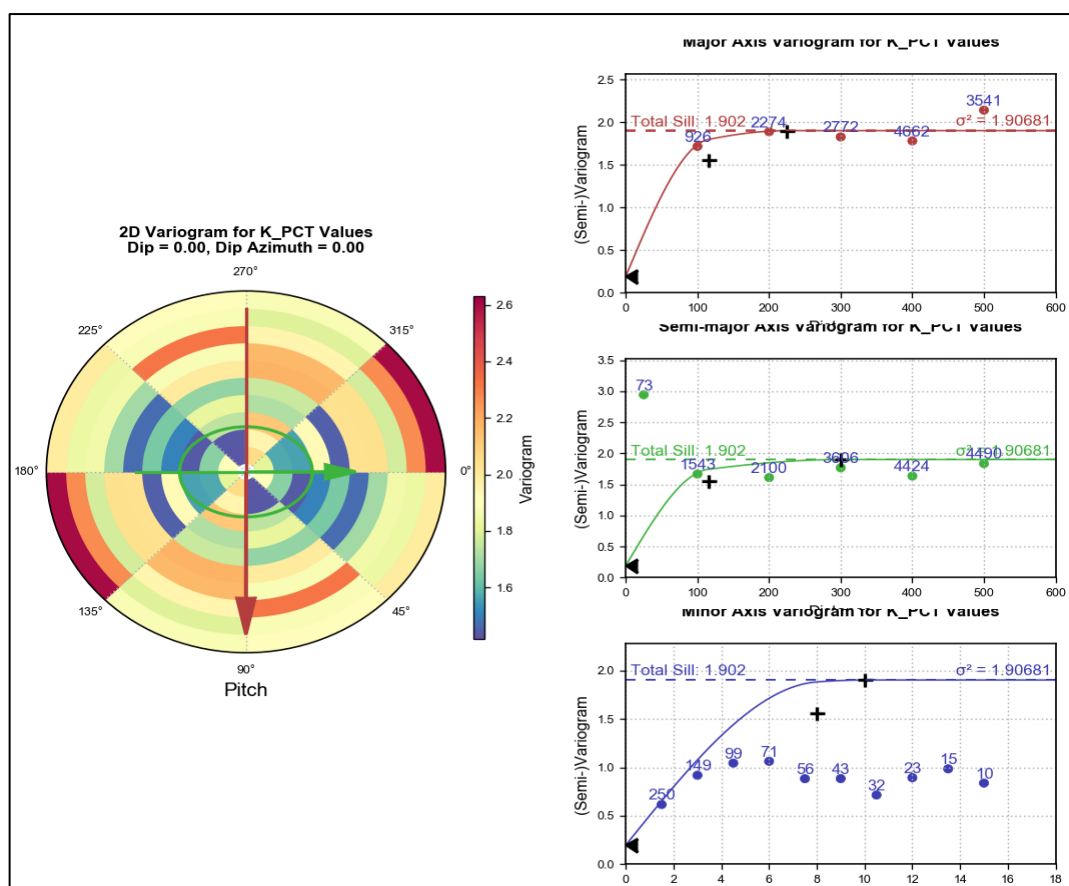 2D Variogram for K_PCT Values
Dip = 0.00, Dip Azimuth = 0.00
270°
225°
315°
180°
0°
135°
45°
90°
Pitch
2.6
2.4
2.2
2.0
1.8
1.6
Variogram
Major Axis Variogram for K_PCT Values
2.5
2.0
1.5
1.0
0.5
0.0
(Semi-)Variogram
Total Sill: 1.902
σ² = 1.90681
926
2274
2772
4662
3541
0 100 200 300 400 500 600
Semi-major Axis Variogram for K_PCT Values
3.5
3.0
2.5
2.0
1.5
1.0
0.5
0.0
(Semi-)Variogram
Total Sill: 1.902
σ² = 1.90681
73
1543
2100
4424
4490
0 100 200 300 400 500 600
Minor Axis Variogram for K_PCT Values
2.0
1.5
1.0
0.5
0.0
(Semi-)Variogram
Total Sill: 1.902
σ² = 1.90681
250
149
99
71
56
43
32
23
15
10
0 2 4 6 8 10 12 14 16 18